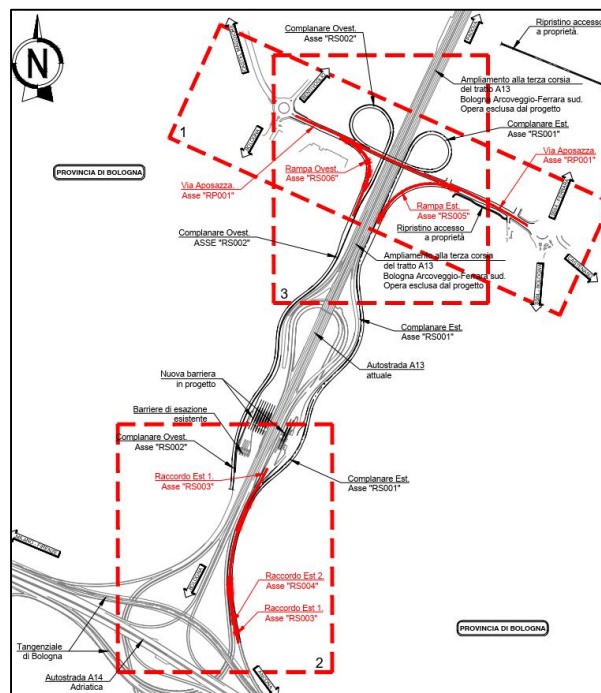 Complanare Ovest.
Asse "RS002"
Ripristino accesso
a proprietà.
N
Ampliamento alla terza corsia
del tratto A13
Bologna Arcoveggio-Ferrara sud.
Opera esclusa dal progetto
Complanare Est.
Asse "RS001"
1
PROVINCIA DI BOLOGNA
Rampa Ovest.
Asse "RS006"
Via Aposazza.
Asse "RP001"
Via Aposazza.
Asse "RP001"
Rampa Est.
Asse "RS005"
Ripristino accesso
a proprietà
Complanare Ovest.
ASSE "RS002"
Ampliamento alla terza corsia
del tratto A13
Bologna Arcoveggio-Ferrara sud.
Opera esclusa dal progetto
3
Complanare Est.
Asse "RS001"
Autostrada A13
attuale
Nuova barriera
in progetto
Barriere di esazione
esistente
Complanare Ovest.
Asse "RS002"
Raccordo Est 1.
Asse "RS003"
Complanare Est.
Asse "RS001"
Raccordo Est 2.
Asse "RS004"
Raccordo Est 1.
Asse "RS003"
PROVINCIA DI BOLOGNA
Tangenziale
di Bologna
Autostrada A14
Adriatica
2